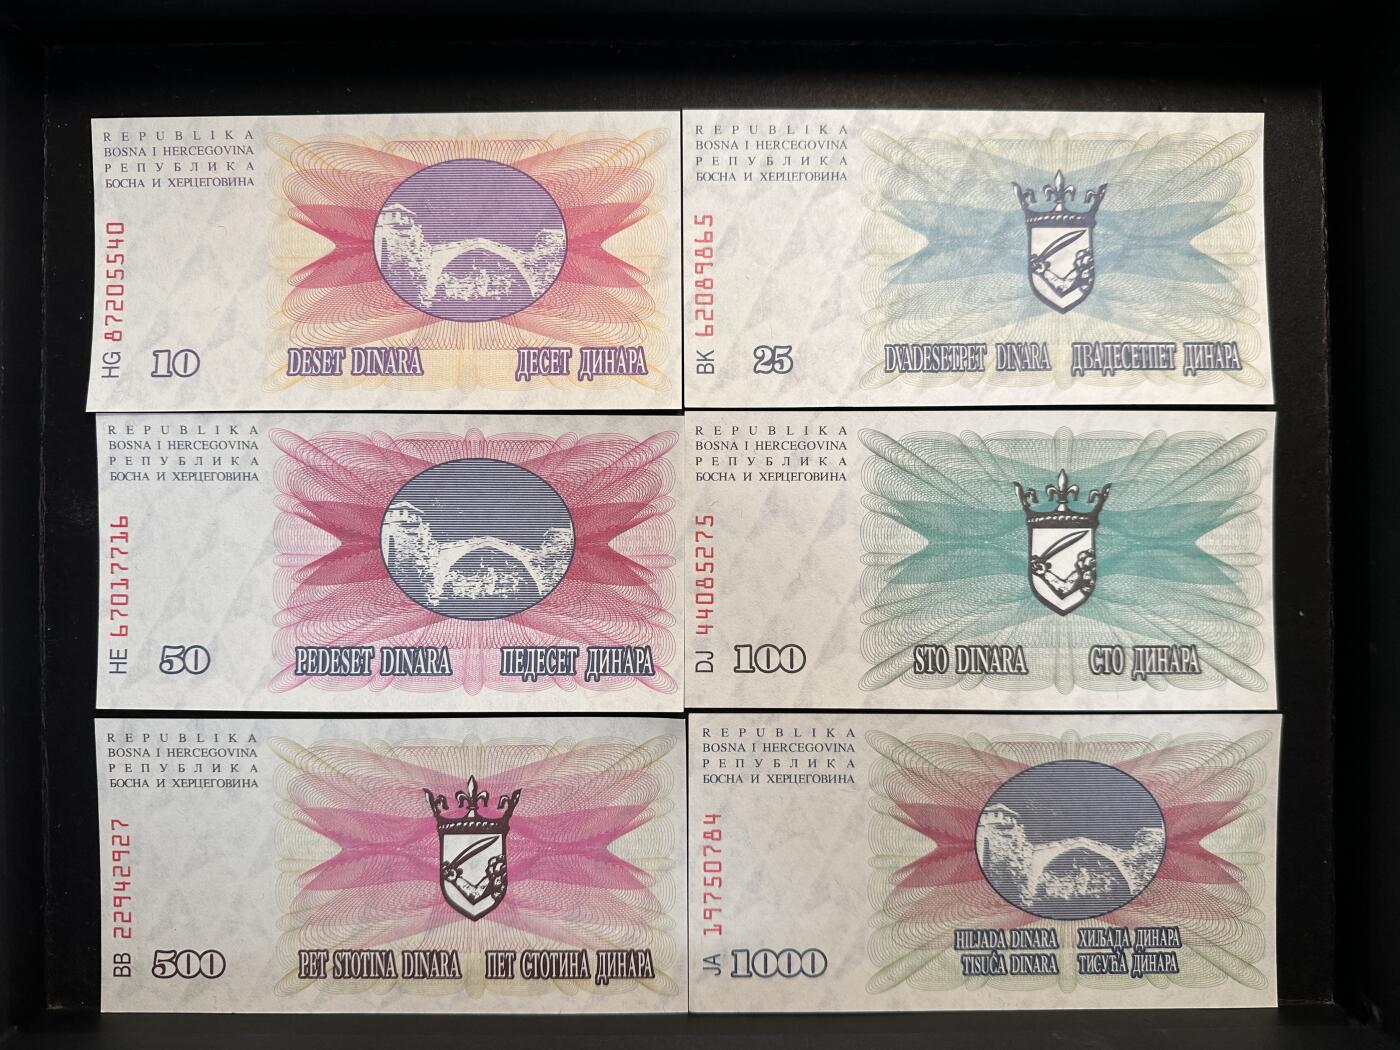 REPUBLIKA
BOSNA I HERCEGOVINA
РЕПУБЛИКА
БОСНА И ХЕРЦЕГОВИНА
HG 87205540
10
DESET DINARA ДЕСЕТ ДИНАРА
REPUBLIKA
BOSNA I HERCEGOVINA
РЕПУБЛИКА
БОСНА И ХЕРЦЕГОВИНА
BK 62089865
25
DVADESETPET DINARA ДВАДЕСЕТПЕТ ДИНАРА
REPUBLIKA
BOSNA I HERCEGOVINA
РЕПУБЛИКА
БОСНА И ХЕРЦЕГОВИНА
HE 67017716
50
PEDESET DINARA ПЕДЕСЕТ ДИНАРА
REPUBLIKA
BOSNA I HERCEGOVINA
РЕПУБЛИКА
БОСНА И ХЕРЦЕГОВИНА
DJ 44085275
100
STO DINARA СТО ДИНАРА
REPUBLIKA
BOSNA I HERCEGOVINA
РЕПУБЛИКА
БОСНА И ХЕРЦЕГОВИНА
BB 22942927
500
PET STOTINA DINARA ПЕТ СТОТИНА ДИНАРА
REPUBLIKA
BOSNA I HERCEGOVINA
РЕПУБЛИКА
БОСНА И ХЕРЦЕГОВИНА
JA 19750784
1000
HILJADA DINARA ХИЉАДА ДИНАРА
TISUĆA DINARA ТИСУЋА ДИНАРА